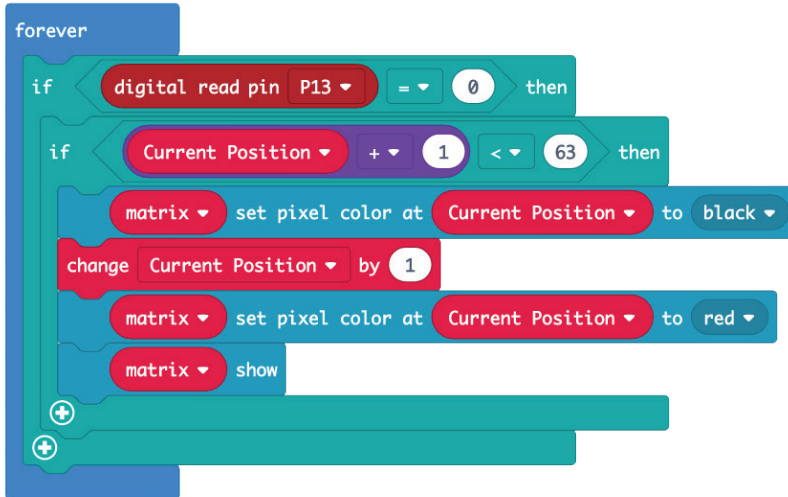 forever
if digital read pin P13 = 0 then
if Current Position + 1 < 63 then
matrix set pixel color at Current Position to black
change Current Position by 1
matrix set pixel color at Current Position to red
matrix show